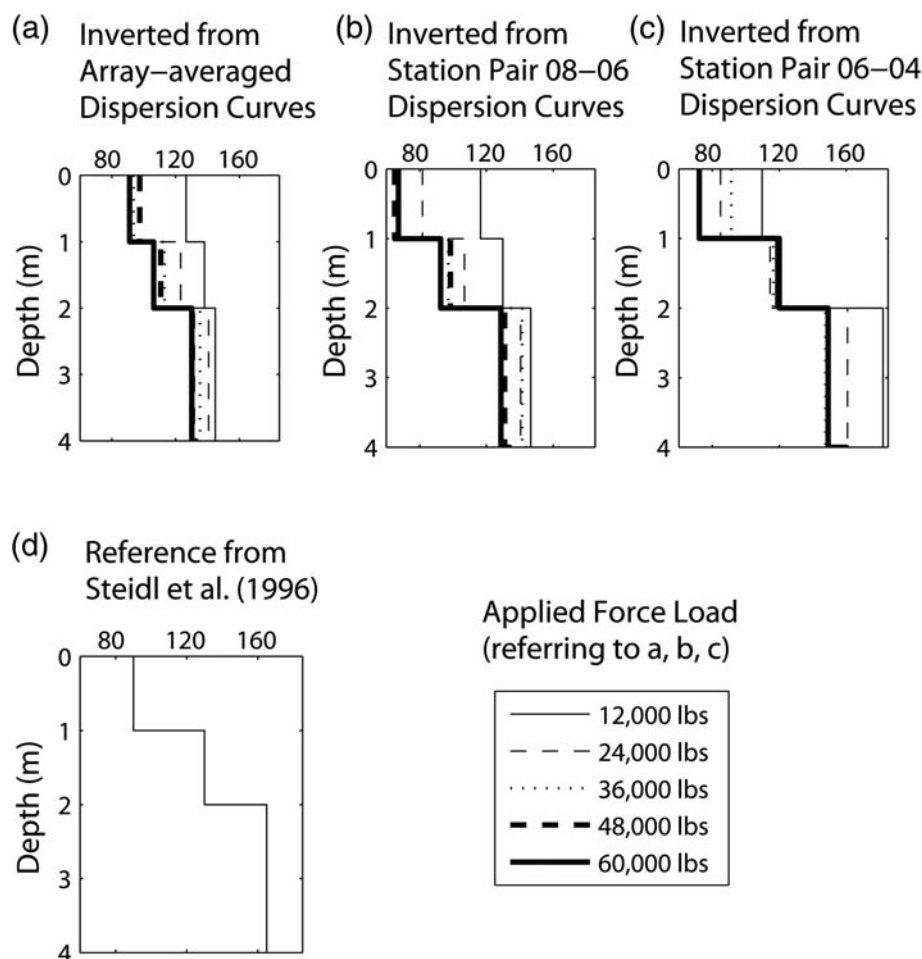 (a) Inverted from
Array−averaged
Dispersion Curves
80 120 160
0
1
2
3
4
Depth (m)
(b) Inverted from
Station Pair 08−06
Dispersion Curves
80 120 160
0
1
2
3
4
Depth (m)
(c) Inverted from
Station Pair 06−04
Dispersion Curves
80 120 160
0
1
2
3
4
Depth (m)
(d) Reference from
Steidl et al. (1996)
80 120 160
0
1
2
3
4
Depth (m)
Applied Force Load
(referring to a, b, c)
12,000 lbs
24,000 lbs
36,000 lbs
48,000 lbs
60,000 lbs